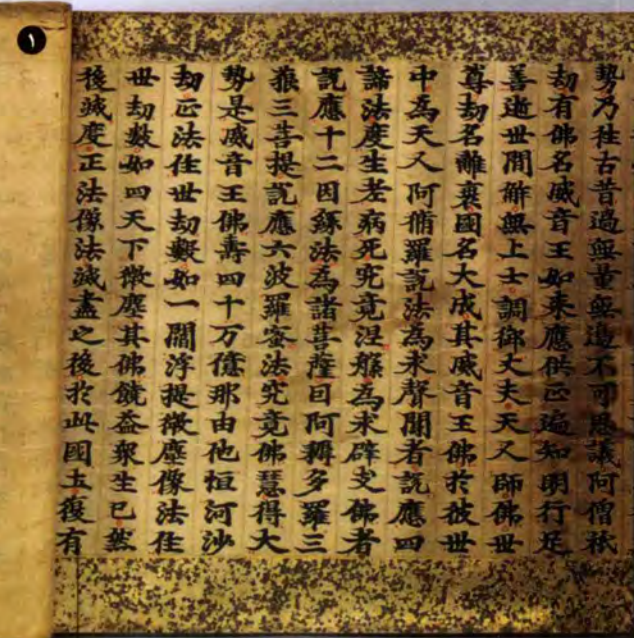 勢乃往古昔過無量無邊不可思議阿僧祇
劫有佛名威音王如来應供正遍知明行足
善逝世間解無上士調御丈夫天人師佛世
尊劫名離衰國名大成其威音王佛於彼世
中為天人阿脩羅說法為求聲聞者說應四
諦法度生老病死究竟涅槃為求辟支佛者
說應十二因緣法為諸菩薩因阿耨多羅三
藐三菩提說應六波羅蜜法究竟佛慧得大
勢是威音王佛壽四十万億那由他恒河沙
劫正法住世劫數如一閻浮提微塵像法住
世劫數如四天下微塵其佛饒益眾生已然
後滅度正法像法滅盡之後於此國土復有
١